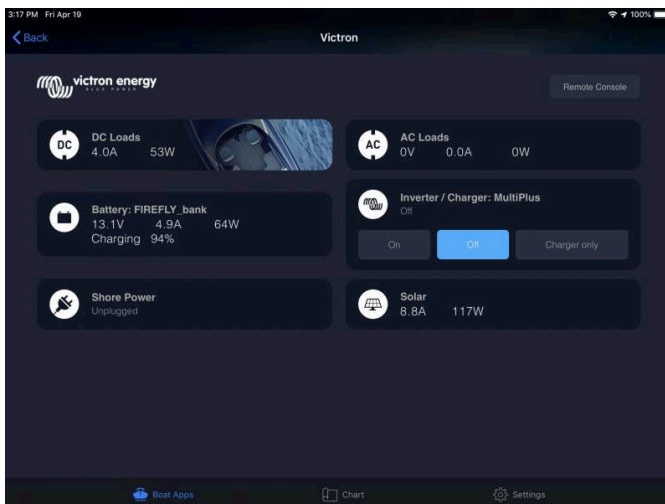 3:17 PM Fri Apr 19
100%
Back
Victron
victron energy
BLUE POWER
Remote Console
DC
DC Loads
4.0A 53W
AC
AC Loads
0V 0.0A 0W
Battery: FIREFLY_bank
13.1V 4.9A 64W
Charging 94%
Inverter / Charger: MultiPlus
Off
On Off Charger only
Shore Power
Unplugged
Solar
8.8A 117W
Boat Apps Chart Settings